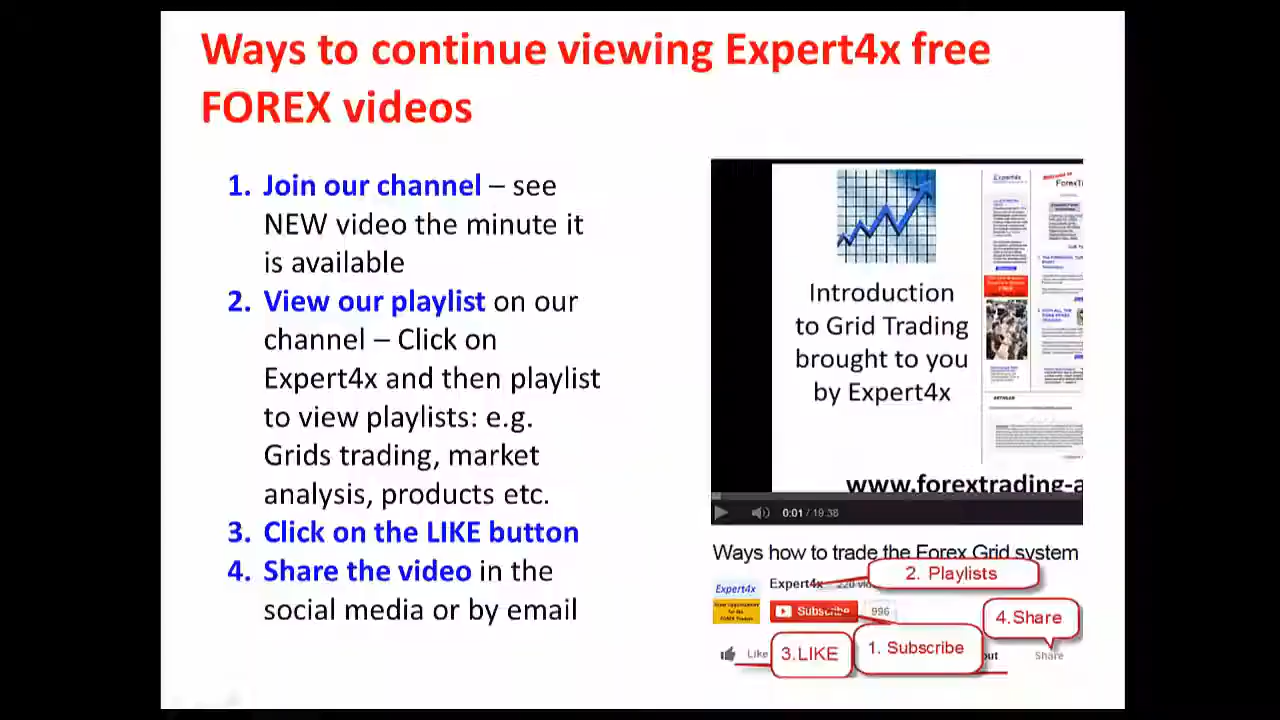 Ways to continue viewing Expert4x free
FOREX videos
1. Join our channel – see
NEW video the minute it
is available
2. View our playlist on our
channel – Click on
Expert4x and then playlist
to view playlists: e.g.
Grids trading, market
analysis, products etc.
3. Click on the LIKE button
4. Share the video in the
social media or by email
Expert4x
Introduction
to Grid Trading
brought to you
by Expert4x
www.forextrading-a
0:01 / 19:38
Ways how to trade the Forex Grid system
Expert4x
Expert4x
2. Playlists
Subscribe
996
4.Share
Like
3.LIKE
1. Subscribe
out
Share